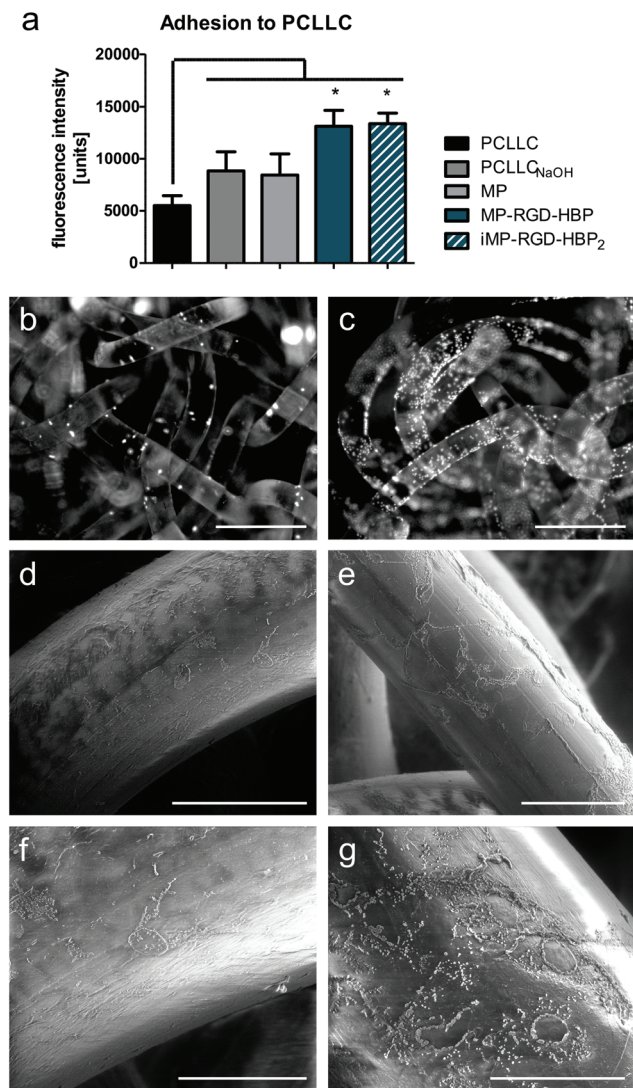 a
Adhesion to PCLLC
fluorescence intensity
[units]
20000
15000
10000
5000
0
* *
PCLLC
PCLLC_NaOH
MP
MP-RGD-HBP
iMP-RGD-HBP₂
b
c
d
e
f
g